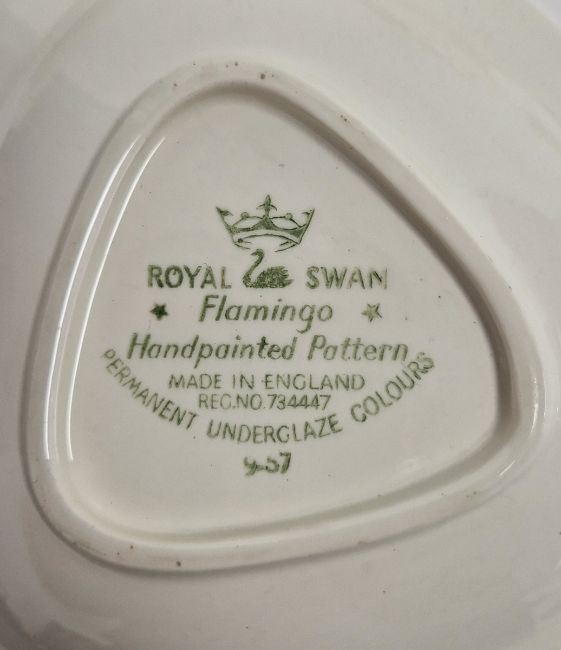 ROYAL SWAN
Flamingo
Handpainted Pattern
MADE IN ENGLAND
REG.NO.734447
PERMANENT UNDERGLAZE COLOURS
9-57